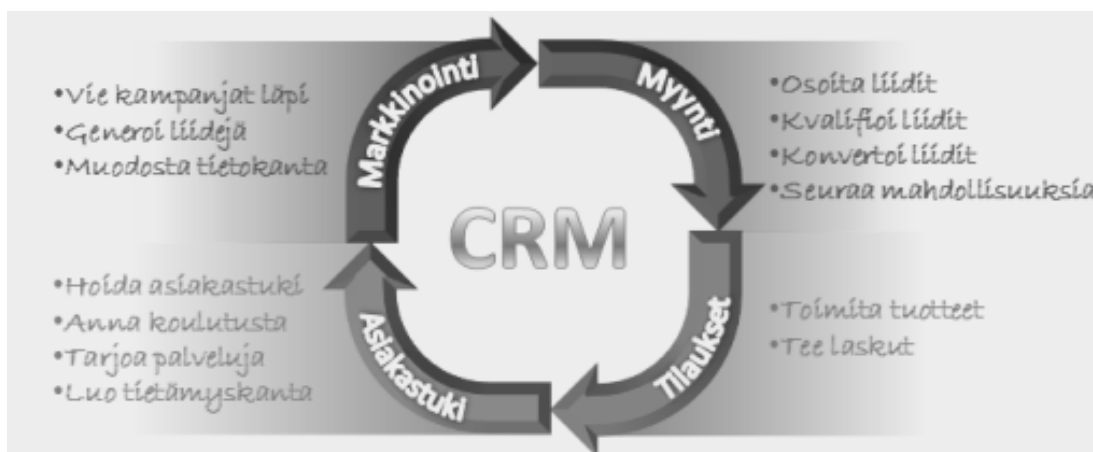 Markkinointi
•Vie kampanjat läpi
•Generoi liidejä
•Muodosta tietokanta
Myynti
•Osoita liidit
•Kvalifioi liidit
•Konvertoi liidit
•Seuraa mahdollisuuksia
CRM
Asiakastuki
•Hoida asiakastuki
•Anna koulutusta
•Tarjoa palveluja
•Luo tietämyskanta
Tilaukset
•Toimita tuotteet
•Tee laskut